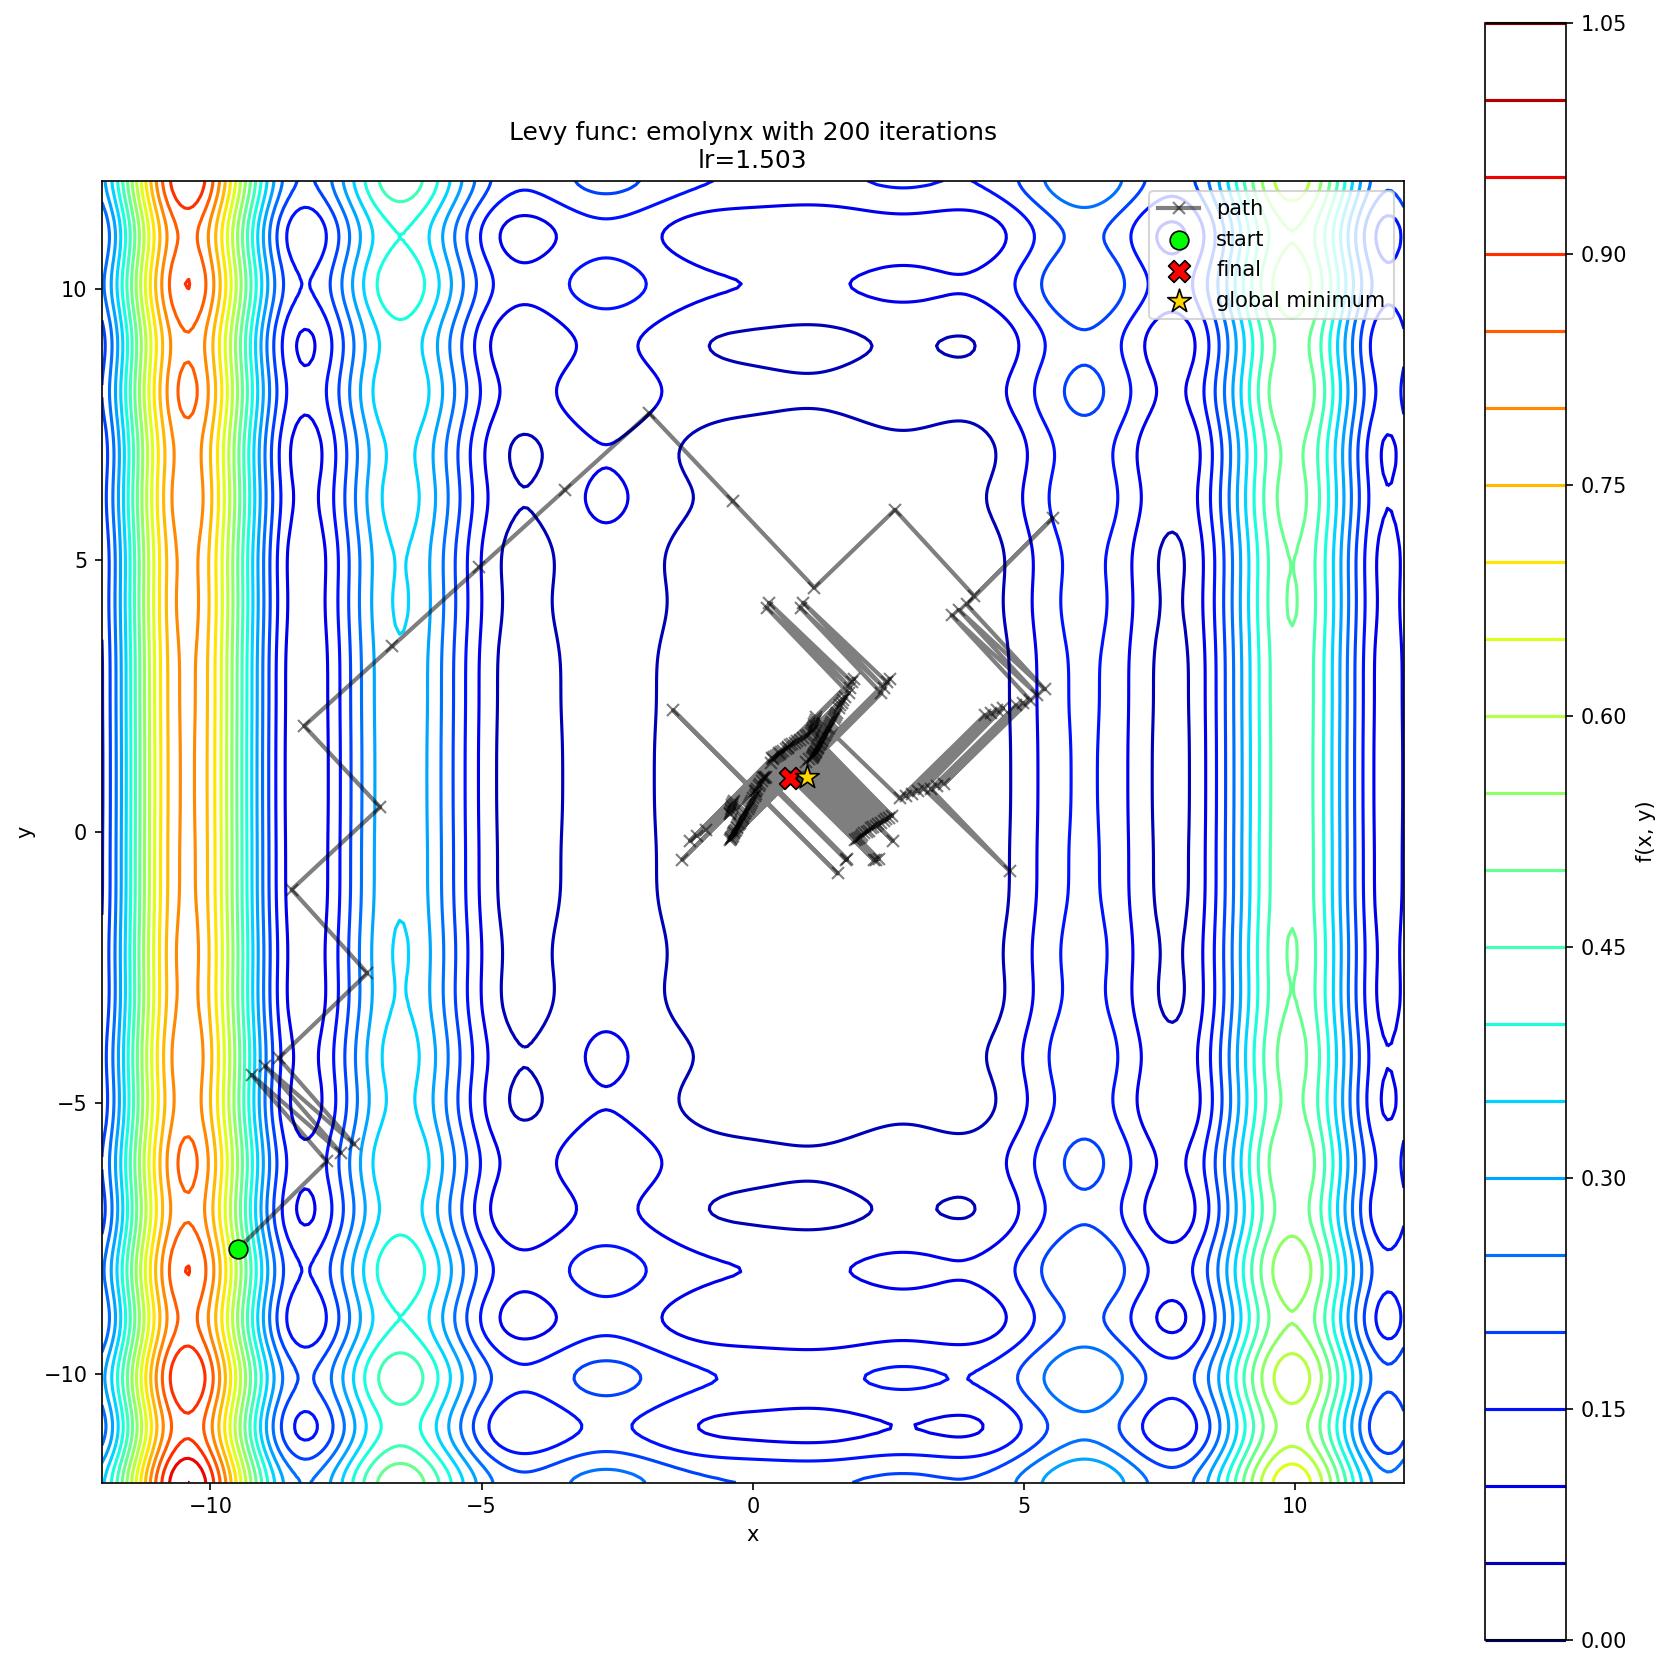 Levy func: emolynx with 200 iterations
lr=1.503
path
start
final
global minimum
10
5
0
−5
−10
y
−10
−5
0
5
10
x
1.05
0.90
0.75
0.60
0.45
0.30
0.15
0.00
f(x, y)